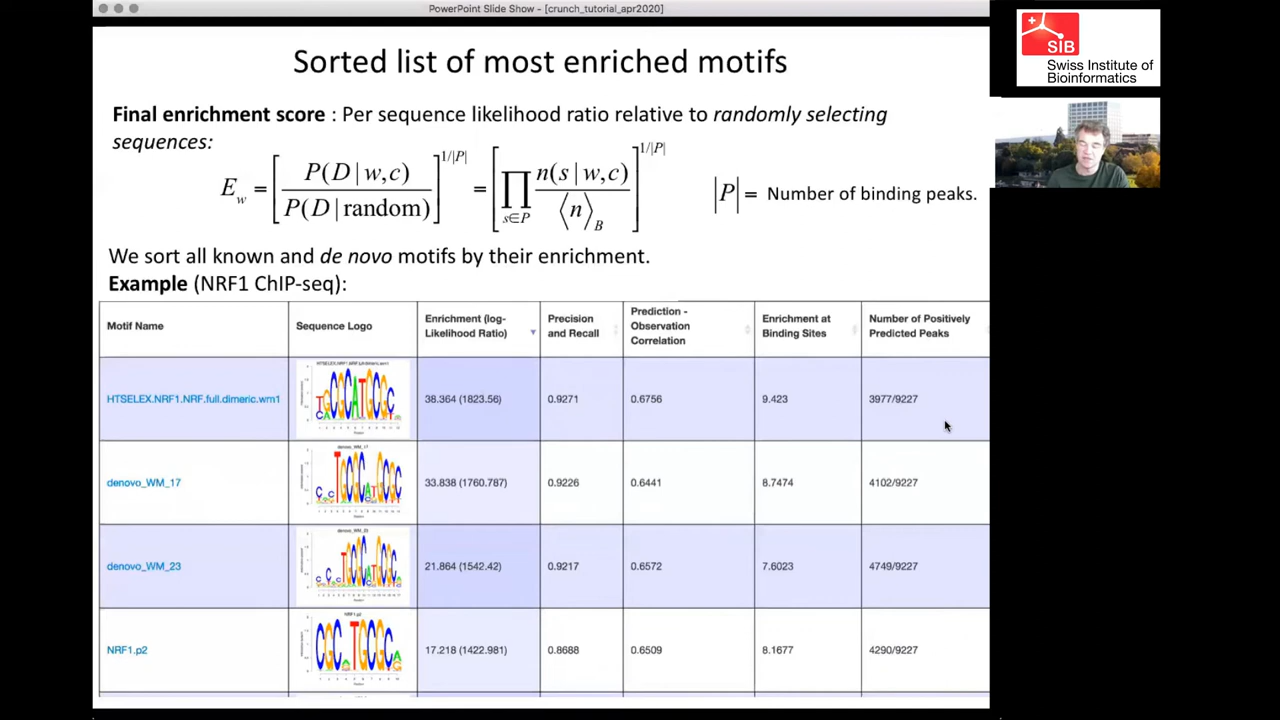 PowerPoint Slide Show - [crunch_tutorial_apr2020]
Sorted list of most enriched motifs
SIB
Swiss Institute of
Bioinformatics
Final enrichment score : Per sequence likelihood ratio relative to randomly selecting
sequences:
E_w = [P(D | w,c) / P(D | random)]^{1/|P|} = [∏_{s∈P} n(s | w,c) / ⟨n⟩_B]^{1/|P|}
|P| = Number of binding peaks.
We sort all known and de novo motifs by their enrichment.
Example (NRF1 ChIP-seq):
Motif Name
Sequence Logo
Enrichment (log-
Likelihood Ratio)
Precision
and Recall
Prediction -
Observation
Correlation
Enrichment at
Binding Sites
Number of Positively
Predicted Peaks
HTSELEX.NRF1.NRF.full.dimeric.wm1
38.364 (1823.56)
0.9271
0.6756
9.423
3977/9227
denovo_WM_17
denovo_WM_17
33.838 (1760.787)
0.9226
0.6441
8.7474
4102/9227
denovo_WM_23
denovo_WM_23
21.864 (1542.42)
0.9217
0.6572
7.6023
4749/9227
NRF1.p2
NRF1.p2
17.218 (1422.981)
0.8688
0.6509
8.1677
4290/9227